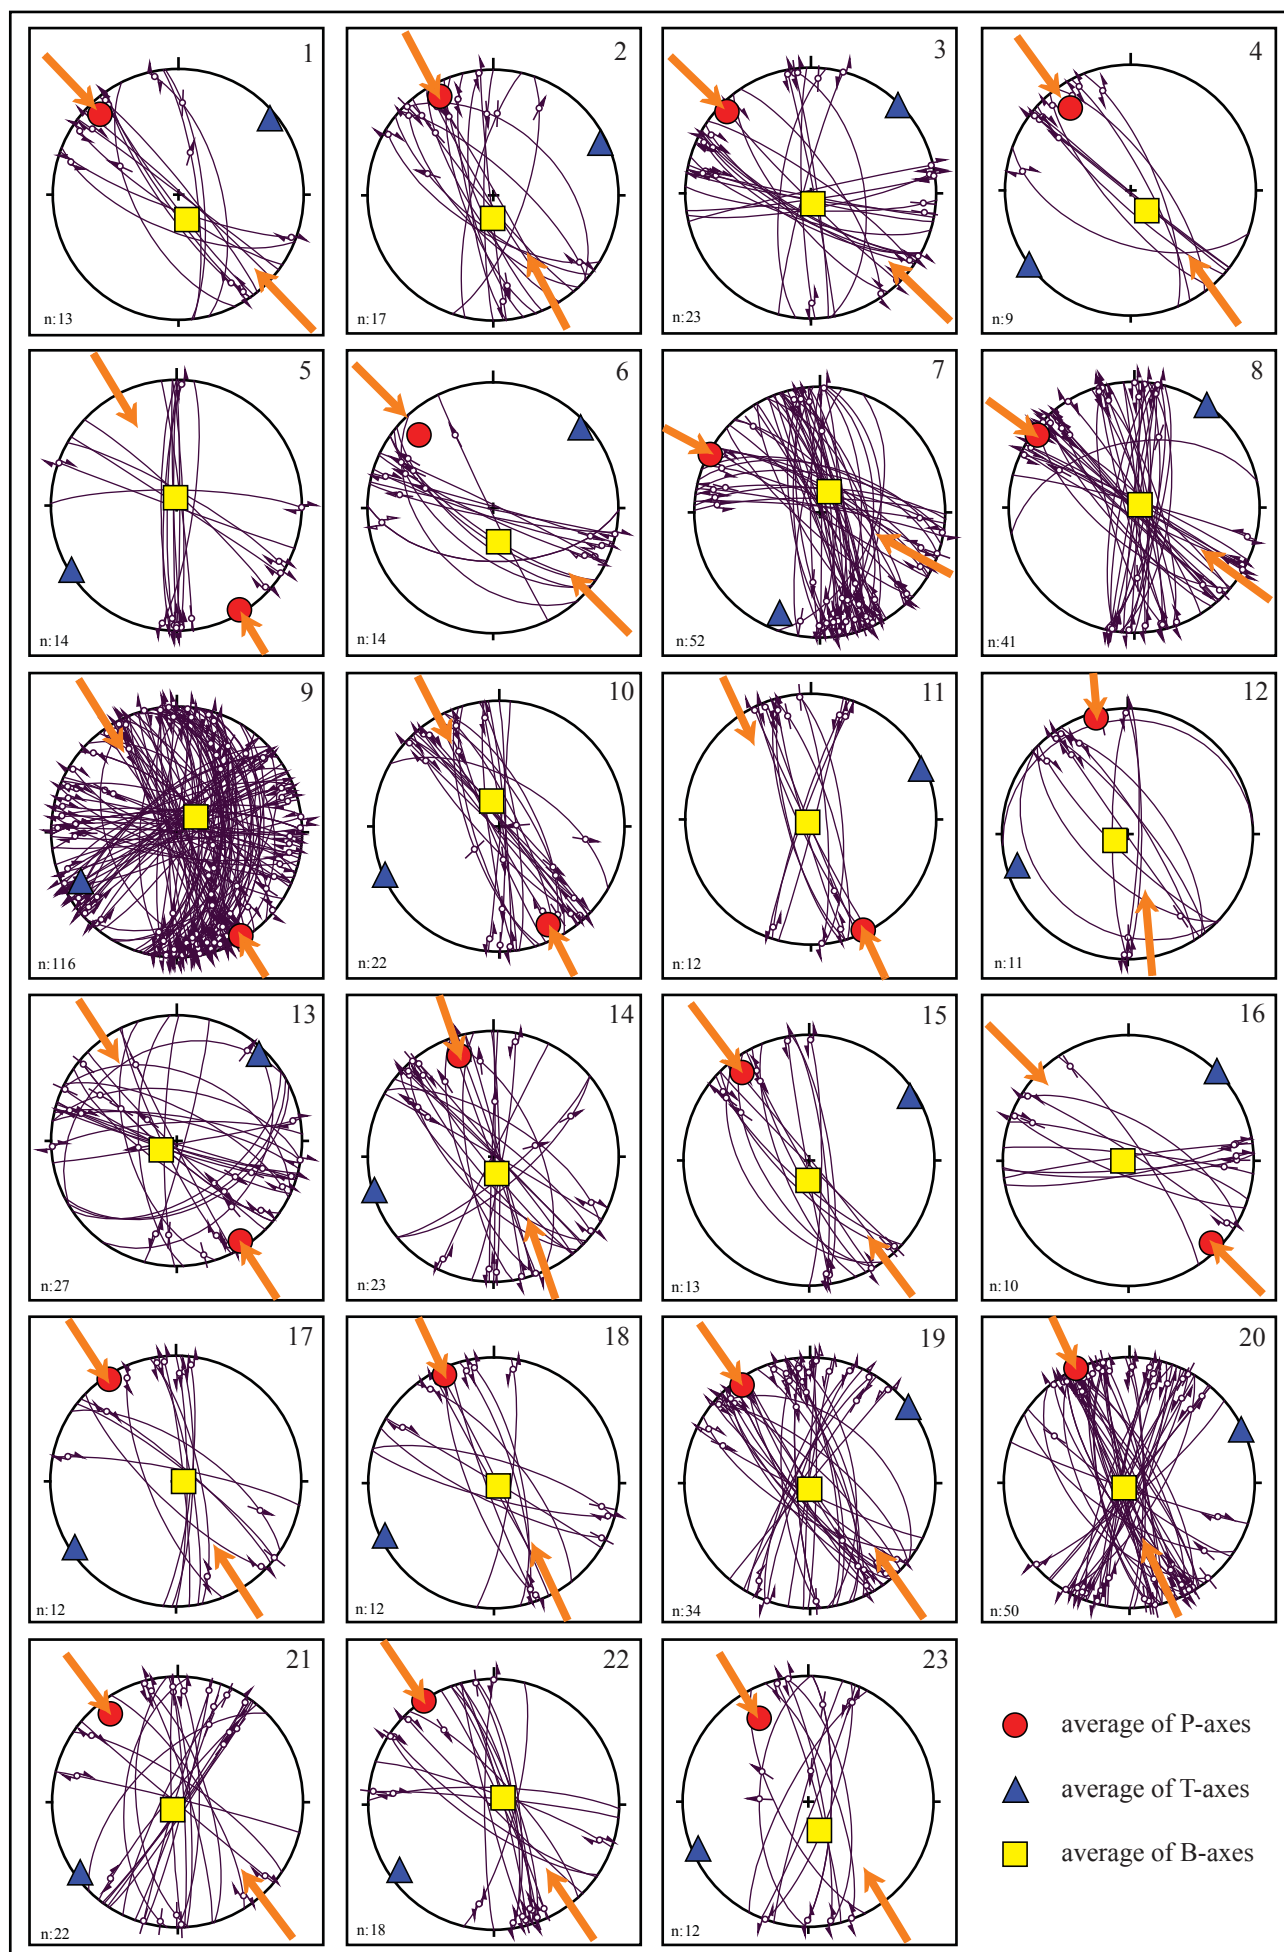 1
2
3
4
n:13
n:17
n:23
n:9
5
6
7
8
n:14
n:14
n:52
n:41
9
10
11
12
n:116
n:22
n:12
n:11
13
14
15
16
n:27
n:23
n:13
n:10
17
18
19
20
n:12
n:12
n:34
n:50
21
22
23
average of P-axes
average of T-axes
average of B-axes
n:22
n:18
n:12